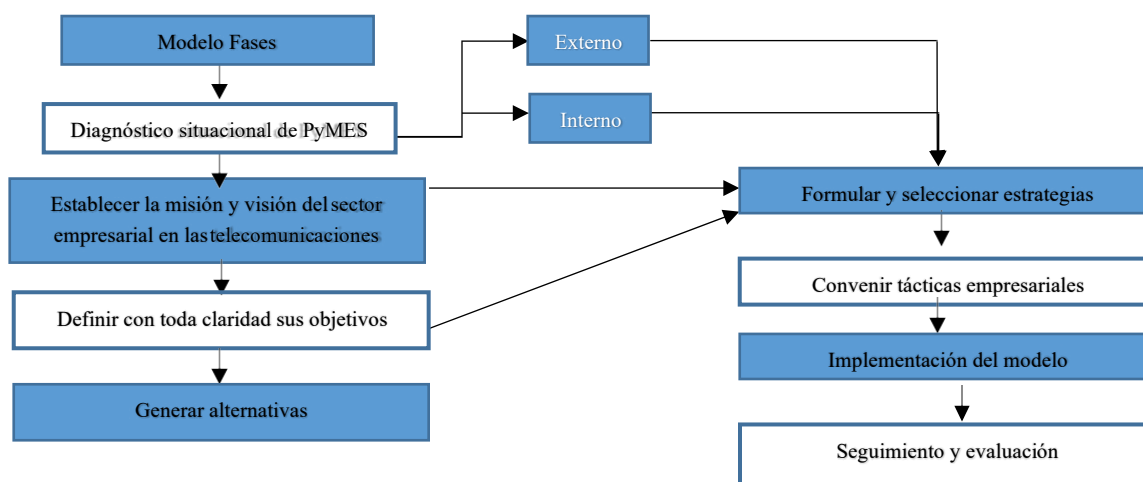 Modelo Fases
Diagnóstico situacional de PyMES
Establecer la misión y visión del sector
empresarial en las telecomunicaciones
Definir con toda claridad sus objetivos
Generar alternativas
Externo
Interno
Formular y seleccionar estrategias
Convenir tácticas empresariales
Implementación del modelo
Seguimiento y evaluación